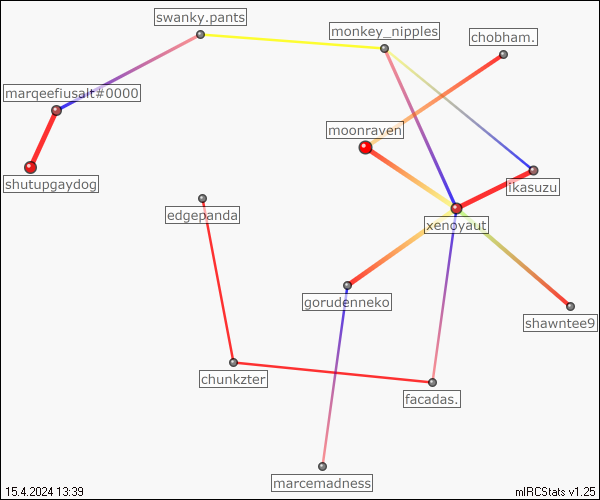 swanky.pants
monkey_nipples
chobham.
marqeefiusalt#0000
moonraven
shutupgaydog
ikasuzu
edgepanda
xenoyaut
gorudenneko
shawntee9
chunkzter
facadas.
marcemadness
15.4.2024 13:39
mIRCStats v1.25